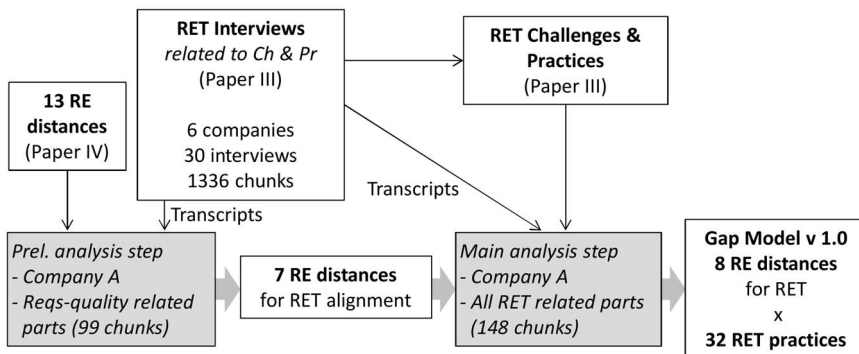 RET Interviews
related to Ch & Pr
(Paper III)
6 companies
30 interviews
1336 chunks
RET Challenges &
Practices
(Paper III)
13 RE
distances
(Paper IV)
Transcripts
Transcripts
Prel. analysis step
- Company A
- Reqs-quality related
parts (99 chunks)
7 RE distances
for RET alignment
Main analysis step
- Company A
- All RET related parts
(148 chunks)
Gap Model v 1.0
8 RE distances
for RET
x
32 RET practices